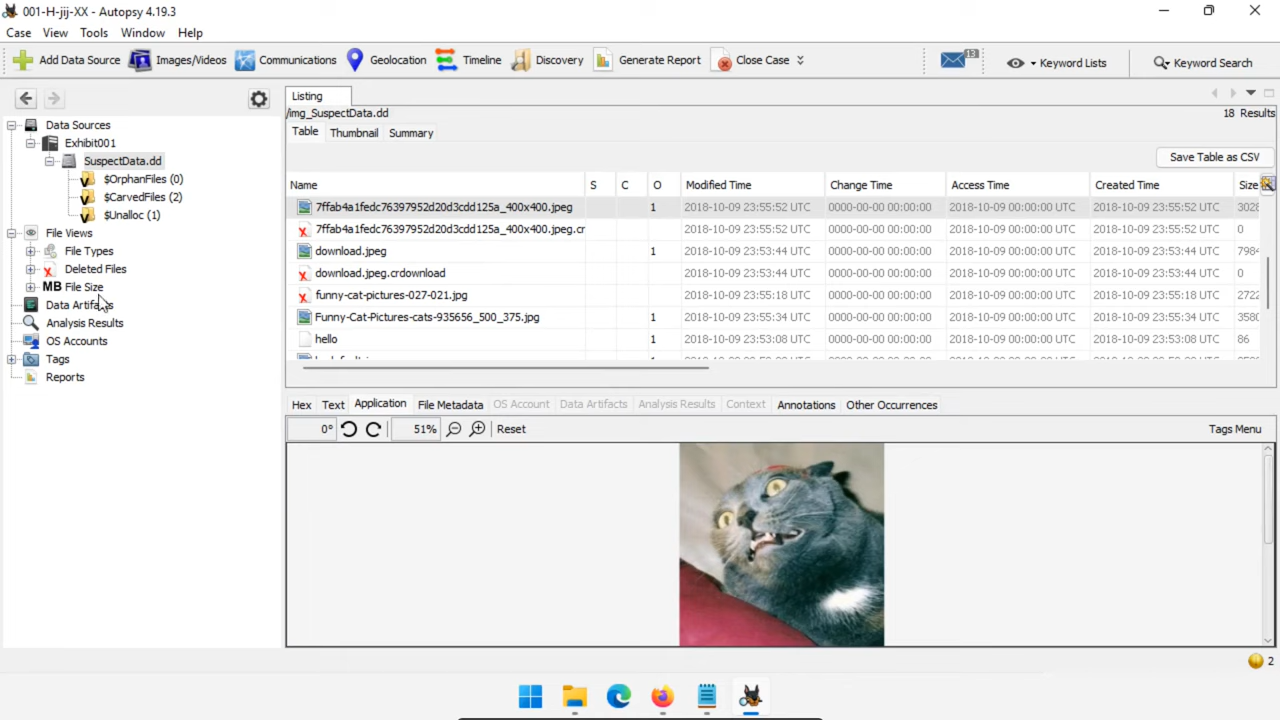 001-H-jij-XX - Autopsy 4.19.3
Case View Tools Window Help
Add Data Source Images/Videos Communications Geolocation Timeline Discovery Generate Report Close Case 13 Keyword Lists Keyword Search
Listing
/img_SuspectData.dd 18 Results
Table Thumbnail Summary
Save Table as CSV
Data Sources
Exhibit001
SuspectData.dd
$OrphanFiles (0)
$CarvedFiles (2)
$Unalloc (1)
File Views
File Types
Deleted Files
MB File Size
Data Artifacts
Analysis Results
OS Accounts
Tags
Reports
Name S C O Modified Time Change Time Access Time Created Time Size
7ffab4a1fedc76397952d20d3cdd125a_400x400.jpeg 1 2018-10-09 23:55:52 UTC 0000-00-00 00:00:00 2018-10-09 00:00:00 UTC 2018-10-09 23:55:52 UTC 3028
7ffab4a1fedc76397952d20d3cdd125a_400x400.jpeg.cr 2018-10-09 23:55:52 UTC 0000-00-00 00:00:00 2018-10-09 00:00:00 UTC 2018-10-09 23:55:52 UTC 0
download.jpeg 1 2018-10-09 23:53:44 UTC 0000-00-00 00:00:00 2018-10-09 00:00:00 UTC 2018-10-09 23:53:44 UTC 7984
download.jpeg.crdownload 2018-10-09 23:53:44 UTC 0000-00-00 00:00:00 2018-10-09 00:00:00 UTC 2018-10-09 23:53:44 UTC 0
funny-cat-pictures-027-021.jpg 2018-10-09 23:55:18 UTC 0000-00-00 00:00:00 2018-10-09 00:00:00 UTC 2018-10-09 23:55:18 UTC 2722
Funny-Cat-Pictures-cats-935656_500_375.jpg 1 2018-10-09 23:55:34 UTC 0000-00-00 00:00:00 2018-10-09 00:00:00 UTC 2018-10-09 23:55:34 UTC 3580
hello 1 2018-10-09 23:53:08 UTC 0000-00-00 00:00:00 2018-10-09 00:00:00 UTC 2018-10-09 23:53:08 UTC 86
Hex Text Application File Metadata OS Account Data Artifacts Analysis Results Context Annotations Other Occurrences
0° 51% Reset Tags Menu
2